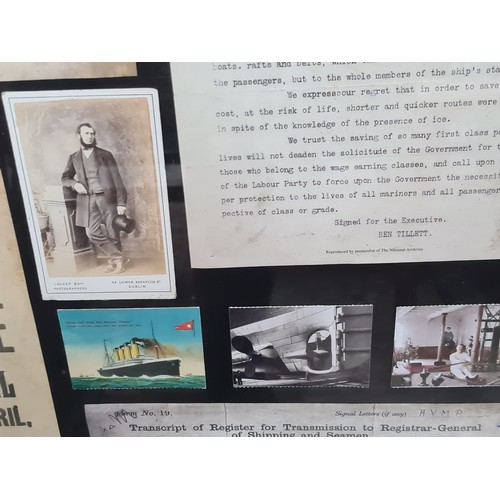 boats. rafts and belts, which
the passengers, but to the whole members of the ship's sta
We expresscour regret that in order to save
cost, at the risk of life, shorter and quicker routes were
in spite of the knowledge of the presence of ice.
We trust the saving of so many first class pa
lives will not deaden the solicitude of the Government for t
those who belong to the wage earning classes, and call upon
of the Labour Party to force upon the Government the necessit
per protection to the lives of all mariners and all passenger
pective of class or grade.
Signed for the Executive.
BEN TILLETT.
Reproduced by permission of The National Archives
PHOTOGRAPHERS
DUBLIN
E
L
RIL,
Form No. 19.
Signal Letters (if any) H V M P
Transcript of Register for Transmission to Registrar-General
of Shipping and Seamen